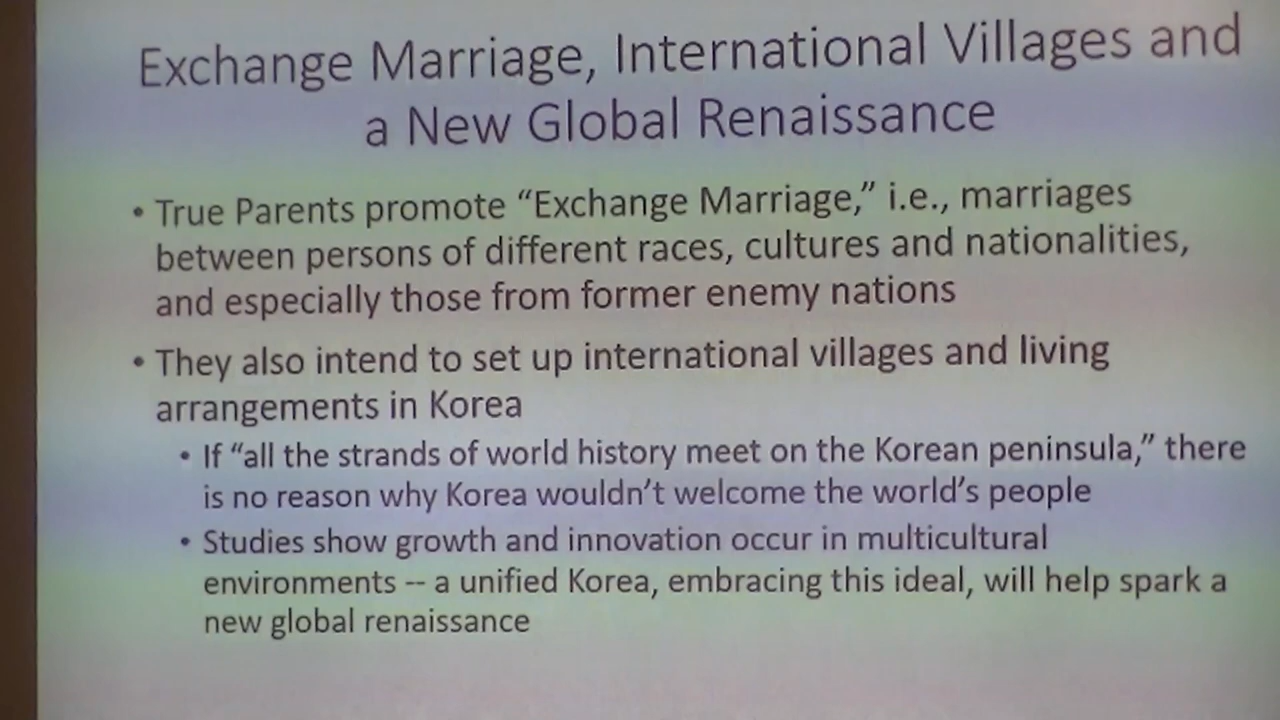 Exchange Marriage, International Villages and
a New Global Renaissance
• True Parents promote “Exchange Marriage,” i.e., marriages
between persons of different races, cultures and nationalities,
and especially those from former enemy nations
• They also intend to set up international villages and living
arrangements in Korea
• If “all the strands of world history meet on the Korean peninsula,” there
is no reason why Korea wouldn’t welcome the world’s people
• Studies show growth and innovation occur in multicultural
environments -- a unified Korea, embracing this ideal, will help spark a
new global renaissance